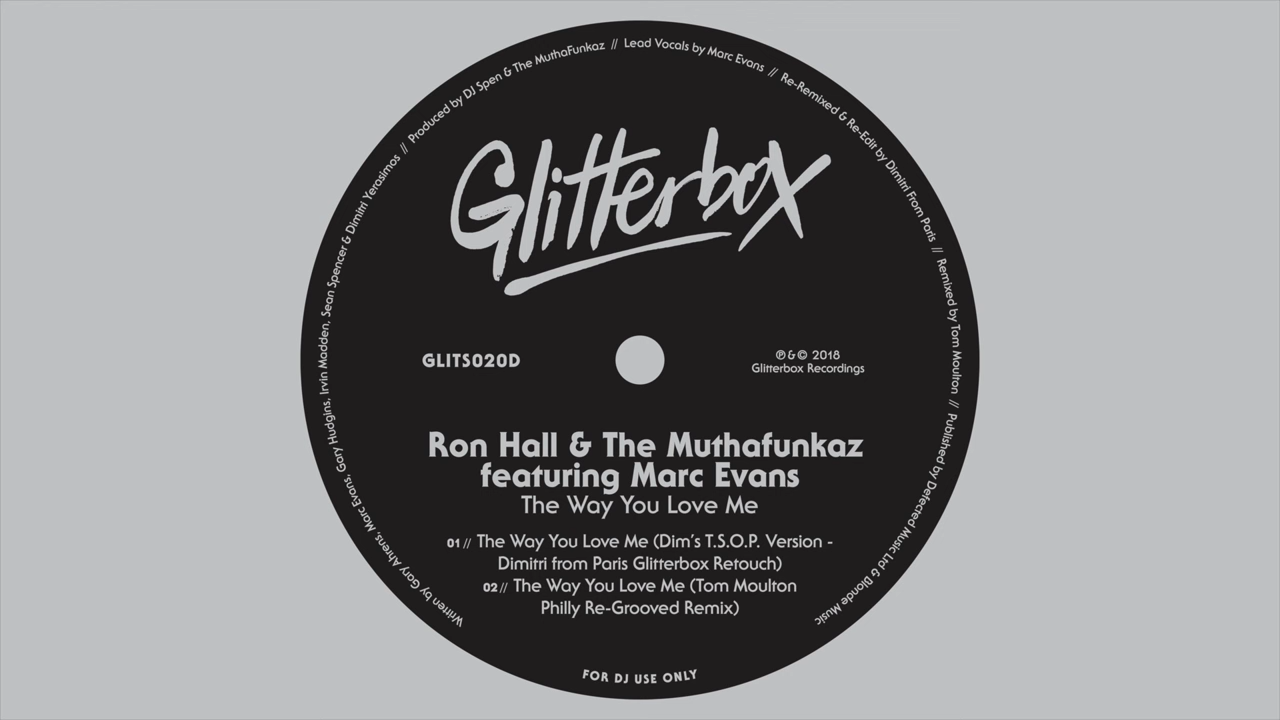 Written by Gary Ahrens, Marc Evans, Gary Hudgins, Irvin Madden, Sean Spencer & Dimitri Yerasimos // Produced by DJ Spen & The MuthaFunkaz // Lead Vocals by Marc Evans // Re-Remixed & Re-Edit by Dimitri From Paris // Remixed by Tom Moulton // Published by Defected Music Ltd & Dlonde Music
Glitterbox
GLITS020D
℗ & © 2018
Glitterbox Recordings
Ron Hall & The Muthafunkaz
featuring Marc Evans
The Way You Love Me
01 // The Way You Love Me (Dim's T.S.O.P. Version -
Dimitri from Paris Glitterbox Retouch)
02 // The Way You Love Me (Tom Moulton
Philly Re-Grooved Remix)
FOR DJ USE ONLY